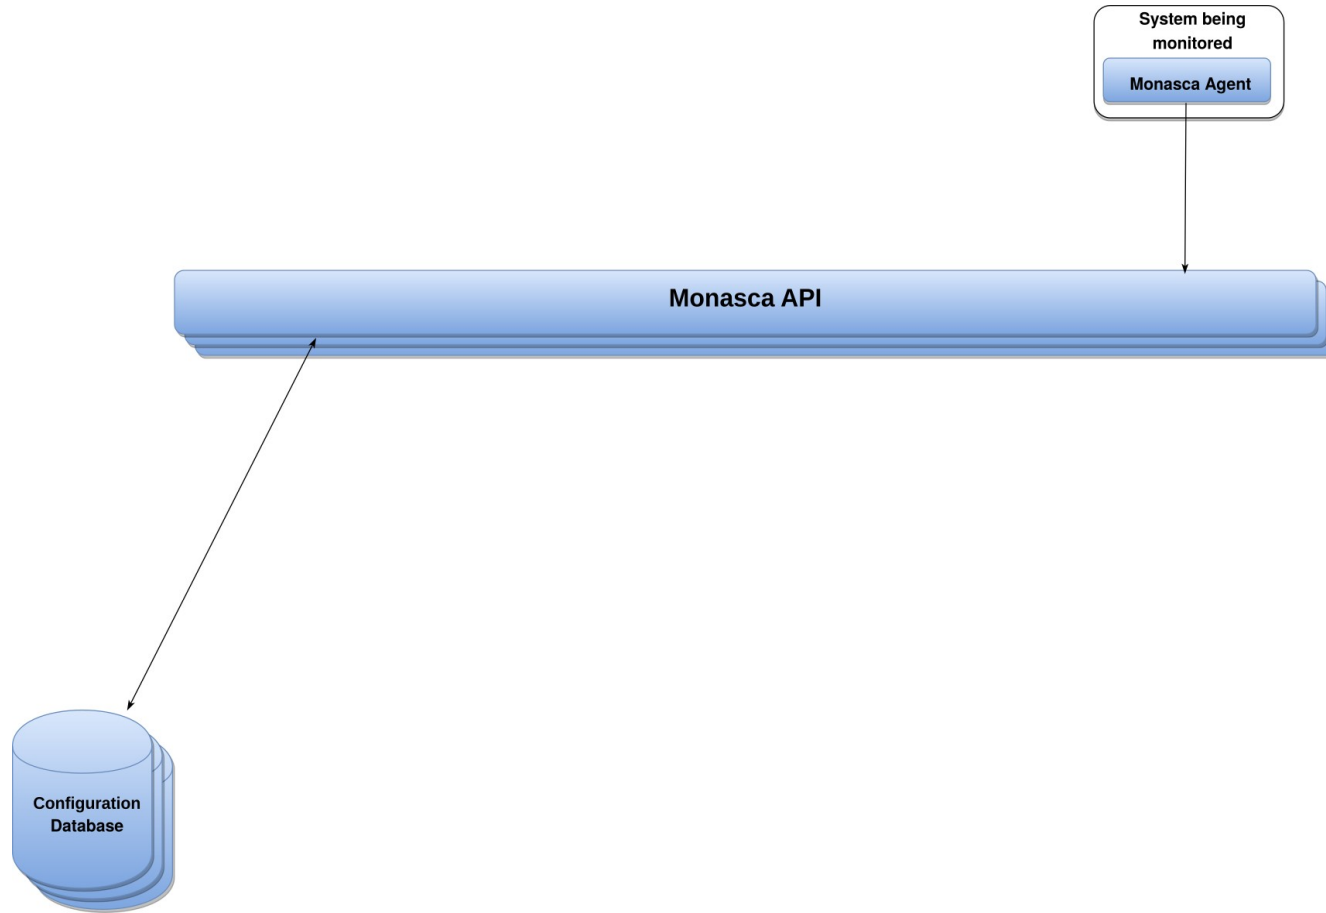 System being
monitored
Monasca Agent
Monasca API
Configuration
Database